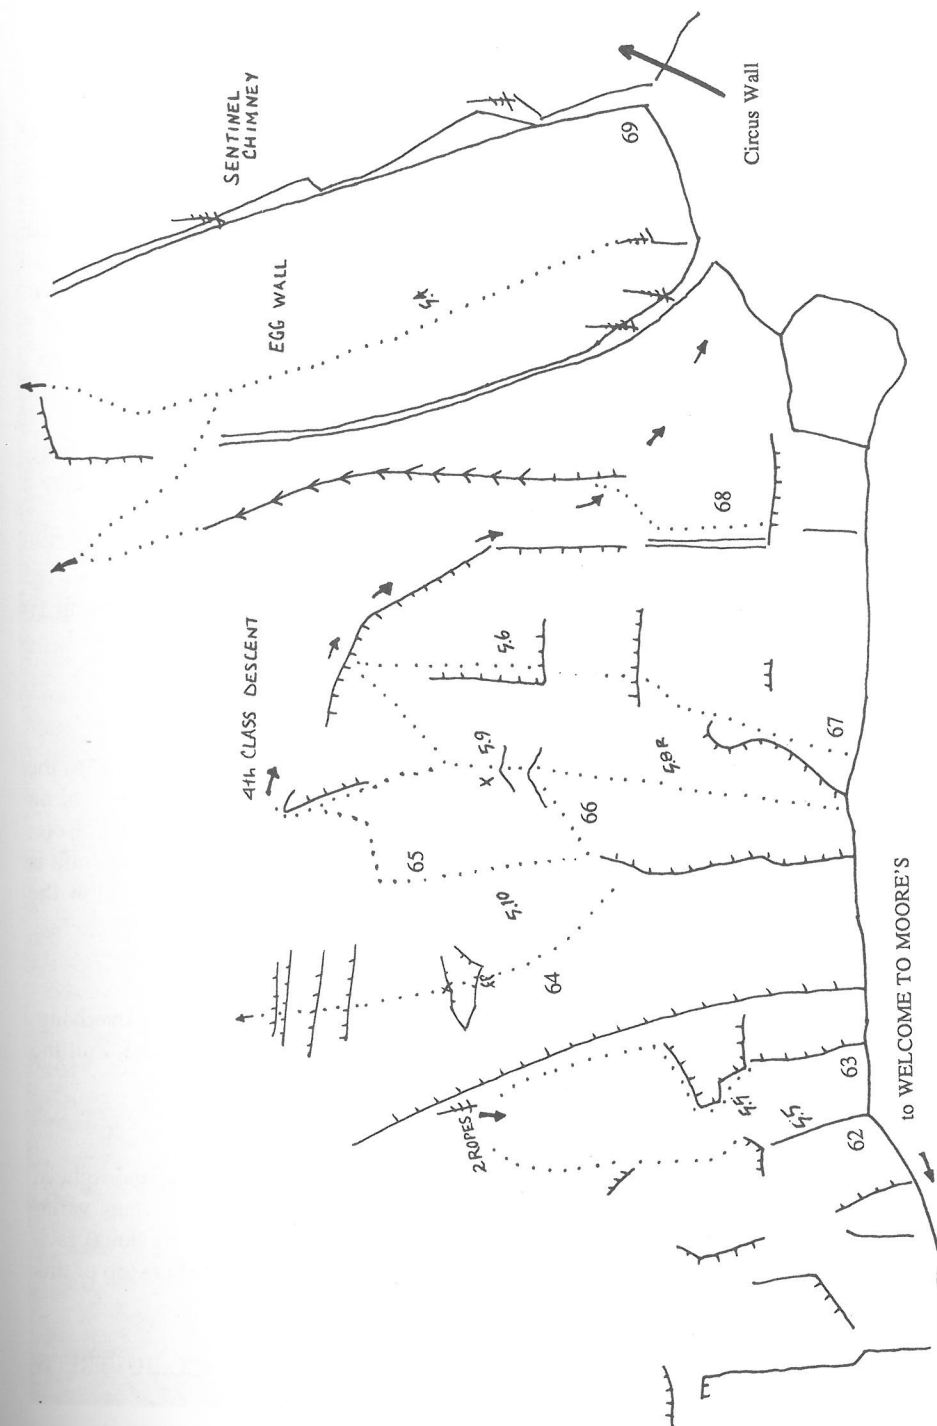 SENTINEL
CHIMNEY
4th CLASS DESCENT
EGG WALL
65
5.X
2 ROPES
5.9
X
5.6
5.10
64
66
69
5.8R
68
Circus Wall
5.5
67
63
62
to WELCOME TO MOORE'S